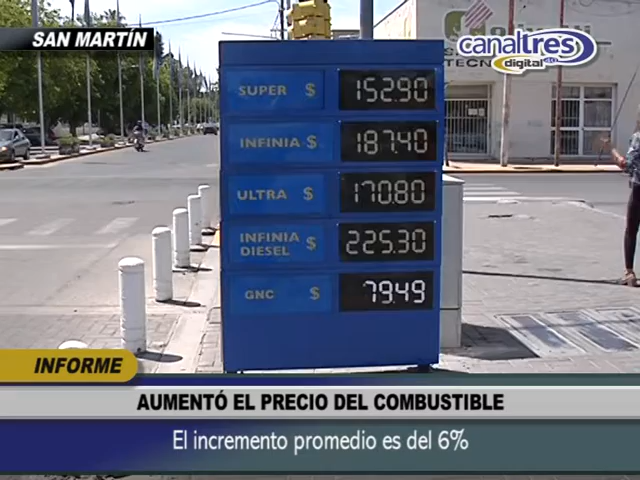 SAN MARTÍN
canaltres
digital
SUPER $ 152.90
INFINIA $ 187.40
ULTRA $ 170.80
INFINIA DIESEL $ 225.30
GNC $ 79.49
INFORME
AUMENTÓ EL PRECIO DEL COMBUSTIBLE
El incremento promedio es del 6%